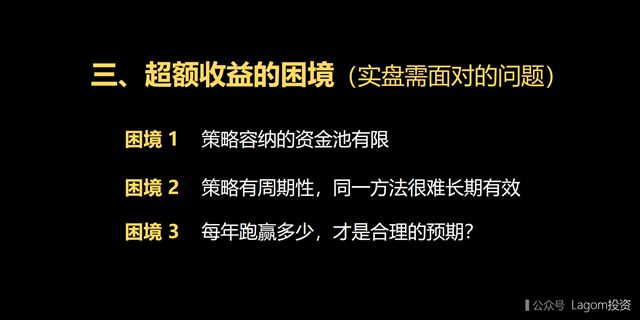 三、超额收益的困境（实盘需面对的问题）
困境 1 策略容纳的资金池有限
困境 2 策略有周期性，同一方法很难长期有效
困境 3 每年跑赢多少，才是合理的预期？
公众号 Lagom投资